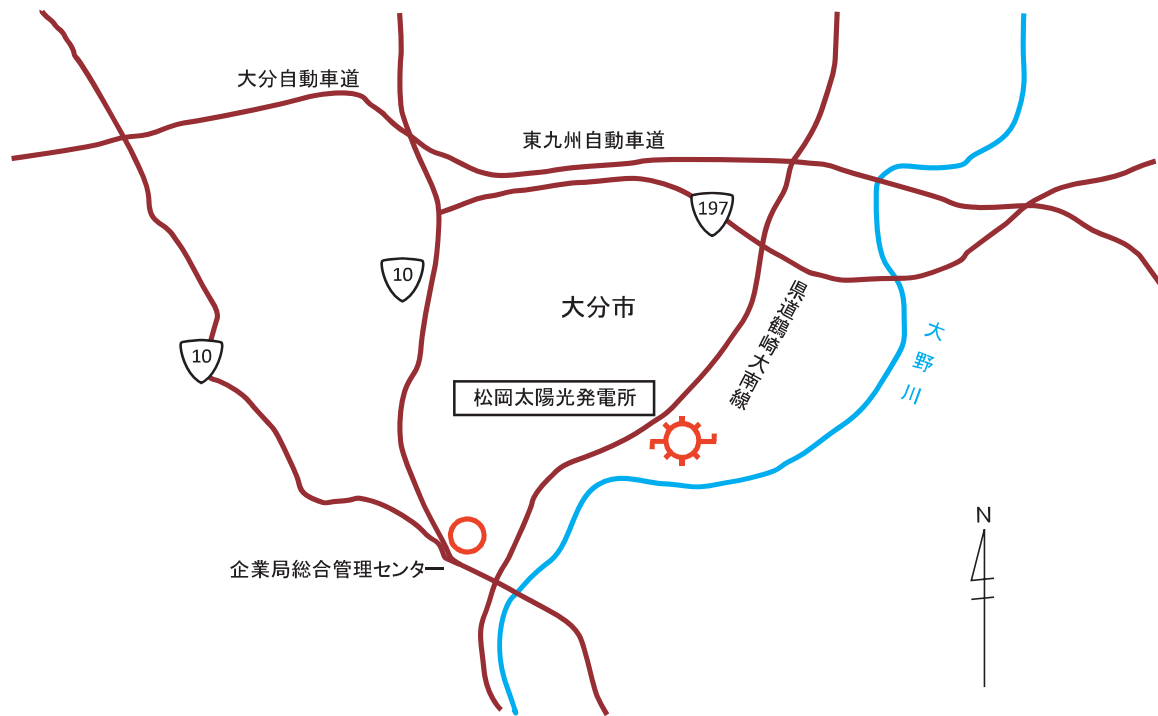 大分自動車道
東九州自動車道
197
10
大分市
県道鶴崎大南線
大野川
10
松岡太陽光発電所
N
企業局総合管理センター